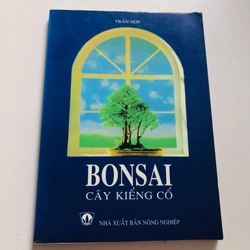 TRẦN HỢP
BONSAI
CÂY KIỂNG CỔ
NHÀ XUẤT BẢN NÔNG NGHIỆP